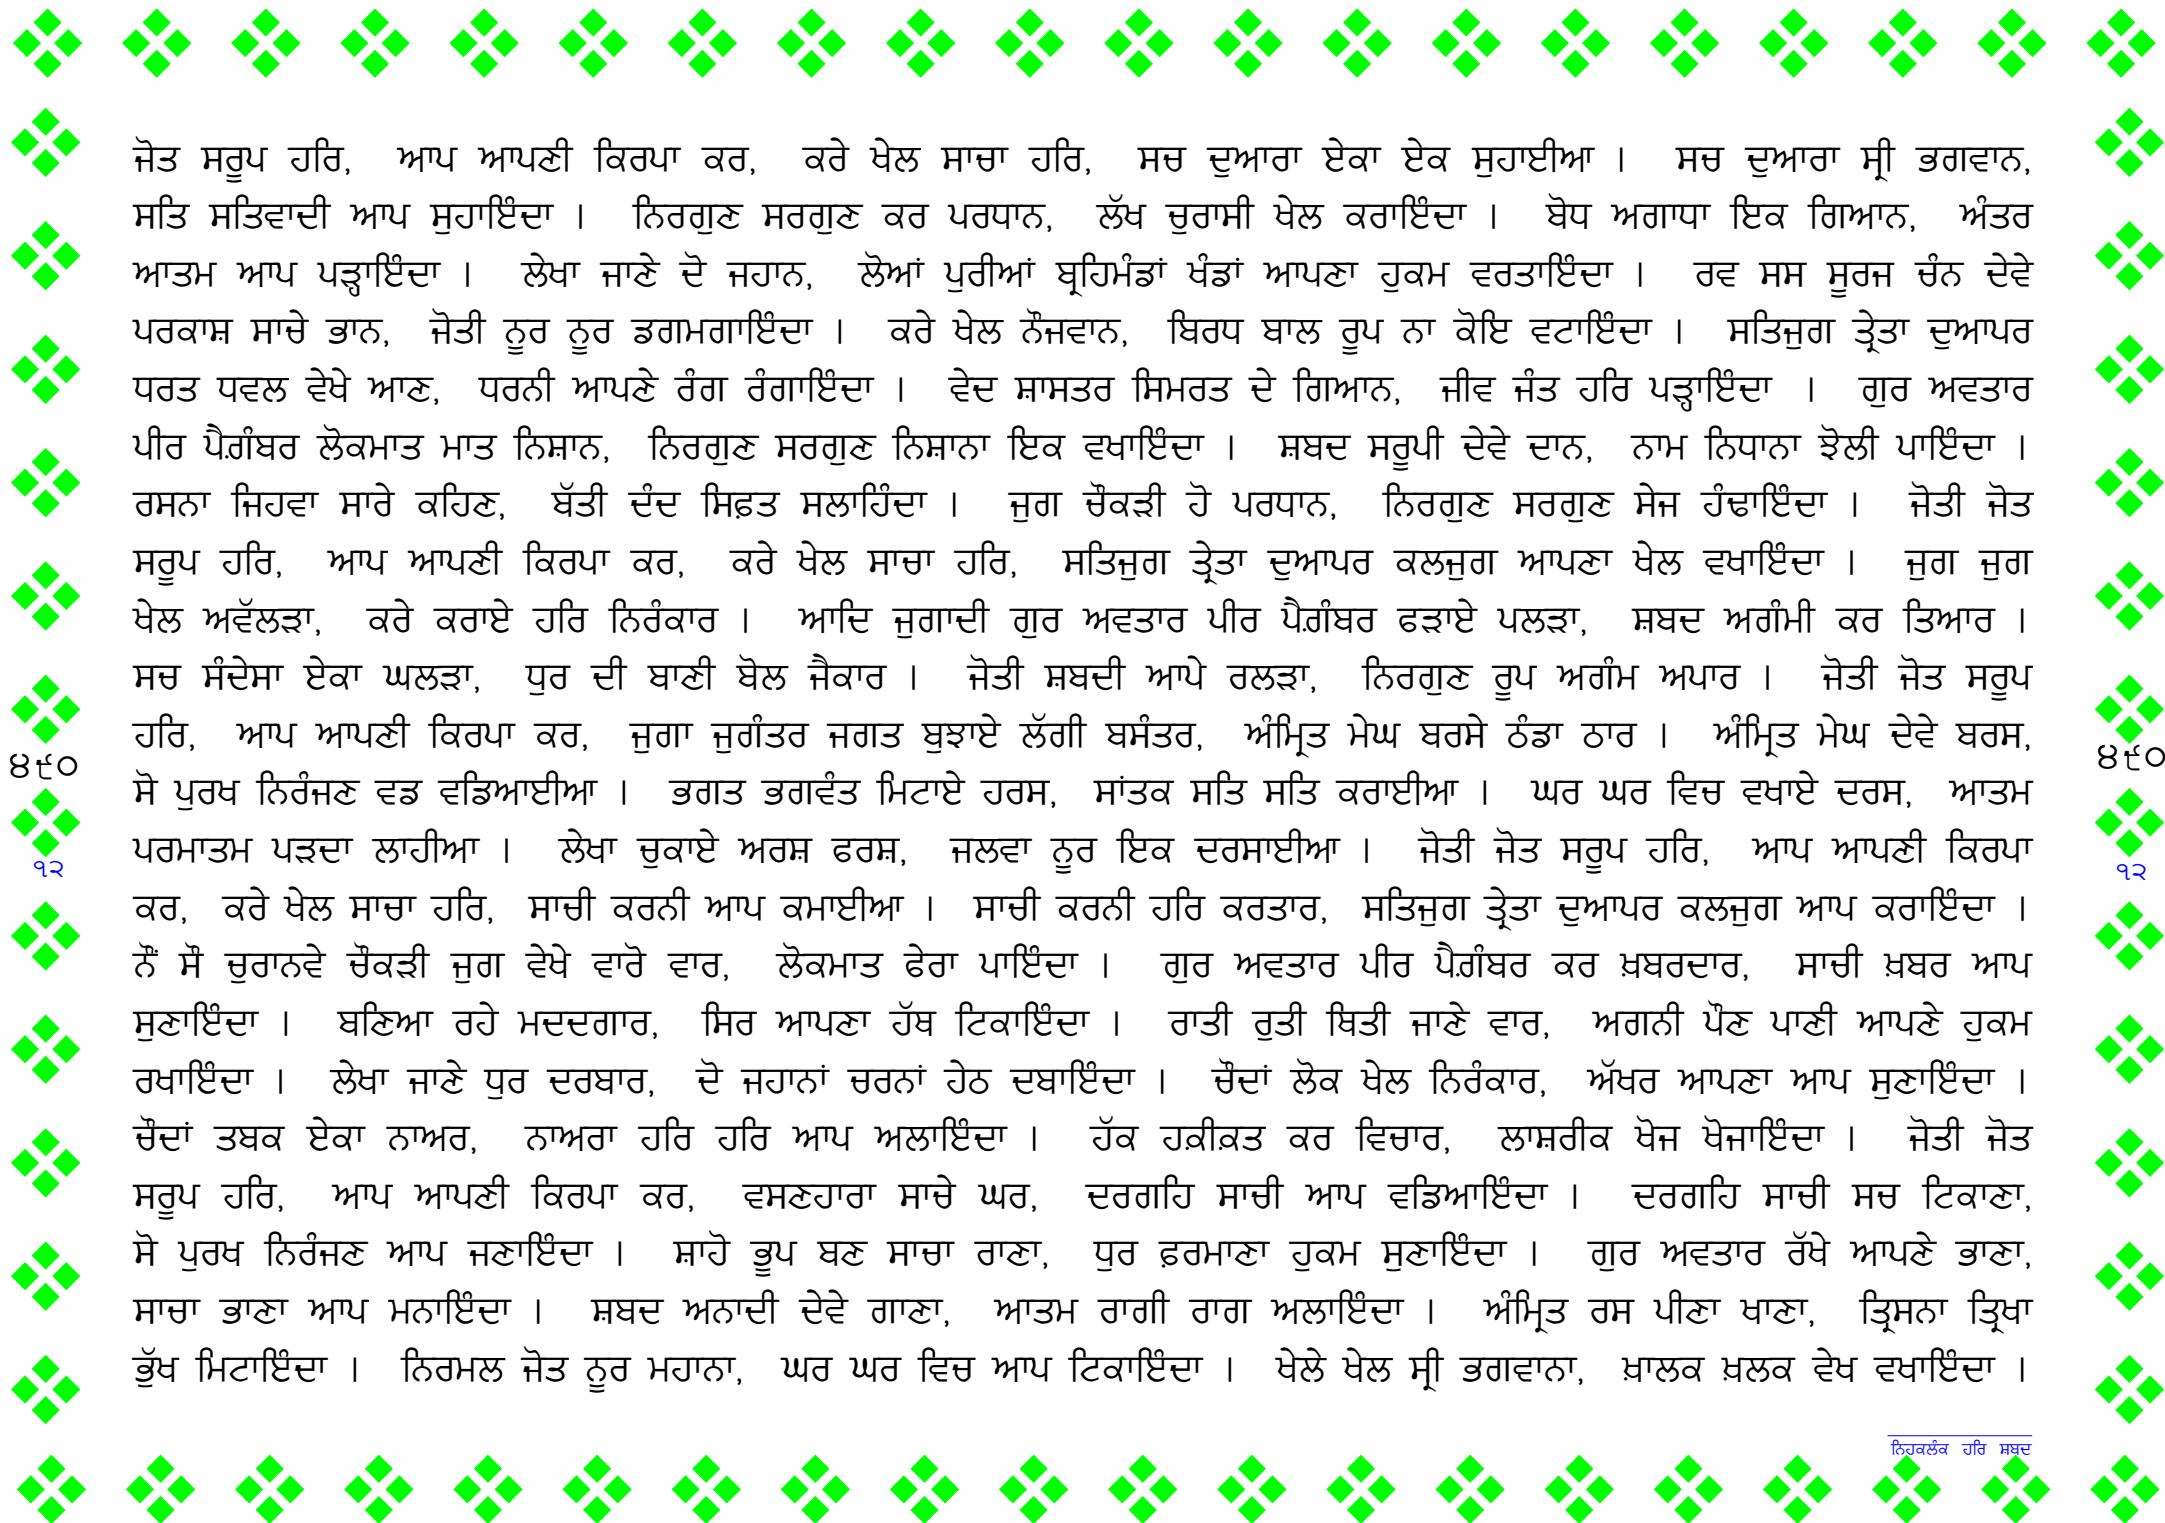 ਜੋਤ ਸਰੂਪ ਹਰਿ, ਆਪ ਆਪਣੀ ਕਿਰਪਾ ਕਰ, ਕਰੇ ਖੇਲ ਸਾਚਾ ਹਰਿ, ਸਚ ਦੁਆਰਾ ਏਕਾ ਏਕ ਸੁਹਾਈਆ । ਸਚ ਦੁਆਰਾ ਸ੍ਰੀ ਭਗਵਾਨ,
ਸਤਿ ਸਤਿਵਾਦੀ ਆਪ ਸੁਹਾਇੰਦਾ । ਨਿਰਗੁਣ ਸਰਗੁਣ ਕਰ ਪਰਧਾਨ, ਲੱਖ ਚੁਰਾਸੀ ਖੇਲ ਕਰਾਇੰਦਾ । ਬੋਧ ਅਗਾਧਾ ਇਕ ਗਿਆਨ, ਅੰਤਰ
ਆਤਮ ਆਪ ਪੜ੍ਹਾਇੰਦਾ । ਲੇਖਾ ਜਾਣੇ ਦੋ ਜਹਾਨ, ਲੋਆਂ ਪੁਰੀਆਂ ਬ੍ਰਹਿਮੰਡਾਂ ਖੰਡਾਂ ਆਪਣਾ ਹੁਕਮ ਵਰਤਾਇੰਦਾ । ਰਵ ਸਸ ਸੂਰਜ ਚੰਨ ਦੇਵੇ
ਪਰਕਾਸ਼ ਸਾਚੇ ਭਾਨ, ਜੋਤੀ ਨੂਰ ਨੂਰ ਡਗਮਗਾਇੰਦਾ । ਕਰੇ ਖੇਲ ਨੌਜਵਾਨ, ਬਿਰਧ ਬਾਲ ਰੂਪ ਨਾ ਕੋਇ ਵਟਾਇੰਦਾ । ਸਤਿਜੁਗ ਤ੍ਰੇਤਾ ਦੁਆਪਰ
ਧਰਤ ਧਵਲ ਵੇਖੇ ਆਣ, ਧਰਨੀ ਆਪਣੇ ਰੰਗ ਰੰਗਾਇੰਦਾ । ਵੇਦ ਸ਼ਾਸਤਰ ਸਿਮਰਤ ਦੇ ਗਿਆਨ, ਜੀਵ ਜੰਤ ਹਰਿ ਪੜ੍ਹਾਇੰਦਾ । ਗੁਰ ਅਵਤਾਰ
ਪੀਰ ਪੈਗ਼ੰਬਰ ਲੋਕਮਾਤ ਮਾਤ ਨਿਸ਼ਾਨ, ਨਿਰਗੁਣ ਸਰਗੁਣ ਨਿਸ਼ਾਨਾ ਇਕ ਵਖਾਇੰਦਾ । ਸ਼ਬਦ ਸਰੂਪੀ ਦੇਵੇ ਦਾਨ, ਨਾਮ ਨਿਧਾਨਾ ਝੋਲੀ ਪਾਇੰਦਾ ।
ਰਸਨਾ ਜਿਹਵਾ ਸਾਰੇ ਕਹਿਣ, ਬੱਤੀ ਦੰਦ ਸਿਫ਼ਤ ਸਲਾਹਿੰਦਾ । ਜੁਗ ਚੌਕੜੀ ਹੋ ਪਰਧਾਨ, ਨਿਰਗੁਣ ਸਰਗੁਣ ਸੇਜ ਹੰਢਾਇੰਦਾ । ਜੋਤੀ ਜੋਤ
ਸਰੂਪ ਹਰਿ, ਆਪ ਆਪਣੀ ਕਿਰਪਾ ਕਰ, ਕਰੇ ਖੇਲ ਸਾਚਾ ਹਰਿ, ਸਤਿਜੁਗ ਤ੍ਰੇਤਾ ਦੁਆਪਰ ਕਲਜੁਗ ਆਪਣਾ ਖੇਲ ਵਖਾਇੰਦਾ । ਜੁਗ ਜੁਗ
ਖੇਲ ਅਵੱਲੜਾ, ਕਰੇ ਕਰਾਏ ਹਰਿ ਨਿਰੰਕਾਰ । ਆਦਿ ਜੁਗਾਦੀ ਗੁਰ ਅਵਤਾਰ ਪੀਰ ਪੈਗ਼ੰਬਰ ਫੜਾਏ ਪਲੜਾ, ਸ਼ਬਦ ਅਗੰਮੀ ਕਰ ਤਿਆਰ ।
ਸਚ ਸੰਦੇਸਾ ਏਕਾ ਘਲੜਾ, ਧੁਰ ਦੀ ਬਾਣੀ ਬੋਲ ਜੈਕਾਰ । ਜੋਤੀ ਸ਼ਬਦੀ ਆਪੇ ਰਲੜਾ, ਨਿਰਗੁਣ ਰੂਪ ਅਗੰਮ ਅਪਾਰ । ਜੋਤੀ ਜੋਤ ਸਰੂਪ
ਹਰਿ, ਆਪ ਆਪਣੀ ਕਿਰਪਾ ਕਰ, ਜੁਗਾ ਜੁਗੰਤਰ ਜਗਤ ਬੁਝਾਏ ਲੱਗੀ ਬਸੰਤਰ, ਅੰਮ੍ਰਿਤ ਮੇਘ ਬਰਸੇ ਠੰਡਾ ਠਾਰ । ਅੰਮ੍ਰਿਤ ਮੇਘ ਦੇਵੇ ਬਰਸ,
੪੯੦ ੪੯੦
ਸੋ ਪੁਰਖ ਨਿਰੰਜਣ ਵਡ ਵਡਿਆਈਆ । ਭਗਤ ਭਗਵੰਤ ਮਿਟਾਏ ਹਰਸ, ਸਾਂਤਕ ਸਤਿ ਸਤਿ ਕਰਾਈਆ । ਘਰ ਘਰ ਵਿਚ ਵਖਾਏ ਦਰਸ, ਆਤਮ
ਪਰਮਾਤਮ ਪੜਦਾ ਲਾਹੀਆ । ਲੇਖਾ ਚੁਕਾਏ ਅਰਸ਼ ਫਰਸ਼, ਜਲਵਾ ਨੂਰ ਇਕ ਦਰਸਾਈਆ । ਜੋਤੀ ਜੋਤ ਸਰੂਪ ਹਰਿ, ਆਪ ਆਪਣੀ ਕਿਰਪਾ
੧੨ ੧੨
ਕਰ, ਕਰੇ ਖੇਲ ਸਾਚਾ ਹਰਿ, ਸਾਚੀ ਕਰਨੀ ਆਪ ਕਮਾਈਆ । ਸਾਚੀ ਕਰਨੀ ਹਰਿ ਕਰਤਾਰ, ਸਤਿਜੁਗ ਤ੍ਰੇਤਾ ਦੁਆਪਰ ਕਲਜੁਗ ਆਪ ਕਰਾਇੰਦਾ ।
ਨੌਂ ਸੌ ਚੁਰਾਨਵੇ ਚੌਕੜੀ ਜੁਗ ਵੇਖੇ ਵਾਰੋ ਵਾਰ, ਲੋਕਮਾਤ ਫੇਰਾ ਪਾਇੰਦਾ । ਗੁਰ ਅਵਤਾਰ ਪੀਰ ਪੈਗ਼ੰਬਰ ਕਰ ਖ਼ਬਰਦਾਰ, ਸਾਚੀ ਖ਼ਬਰ ਆਪ
ਸੁਣਾਇੰਦਾ । ਬਣਿਆ ਰਹੇ ਮਦਦਗਾਰ, ਸਿਰ ਆਪਣਾ ਹੱਥ ਟਿਕਾਇੰਦਾ । ਰਾਤੀ ਰੁਤੀ ਥਿਤੀ ਜਾਣੇ ਵਾਰ, ਅਗਨੀ ਪੌਣ ਪਾਣੀ ਆਪਣੇ ਹੁਕਮ
ਰਖਾਇੰਦਾ । ਲੇਖਾ ਜਾਣੇ ਧੁਰ ਦਰਬਾਰ, ਦੋ ਜਹਾਨਾਂ ਚਰਨਾਂ ਹੇਠ ਦਬਾਇੰਦਾ । ਚੌਦਾਂ ਲੋਕ ਖੇਲ ਨਿਰੰਕਾਰ, ਅੱਖਰ ਆਪਣਾ ਆਪ ਸੁਣਾਇੰਦਾ ।
ਚੌਦਾਂ ਤਬਕ ਏਕਾ ਨਾਅਰ, ਨਾਅਰਾ ਹਰਿ ਹਰਿ ਆਪ ਅਲਾਇੰਦਾ । ਹੱਕ ਹਕ਼ੀਕ਼ਤ ਕਰ ਵਿਚਾਰ, ਲਾਸ਼ਰੀਕ ਖੋਜ ਖੋਜਾਇੰਦਾ । ਜੋਤੀ ਜੋਤ
ਸਰੂਪ ਹਰਿ, ਆਪ ਆਪਣੀ ਕਿਰਪਾ ਕਰ, ਵਸਣਹਾਰਾ ਸਾਚੇ ਘਰ, ਦਰਗਹਿ ਸਾਚੀ ਆਪ ਵਡਿਆਇੰਦਾ । ਦਰਗਹਿ ਸਾਚੀ ਸਚ ਟਿਕਾਣਾ,
ਸੋ ਪੁਰਖ ਨਿਰੰਜਣ ਆਪ ਜਣਾਇੰਦਾ । ਸ਼ਾਹੋ ਭੂਪ ਬਣ ਸਾਚਾ ਰਾਣਾ, ਧੁਰ ਫ਼ਰਮਾਣਾ ਹੁਕਮ ਸੁਣਾਇੰਦਾ । ਗੁਰ ਅਵਤਾਰ ਰੱਖੇ ਆਪਣੇ ਭਾਣਾ,
ਸਾਚਾ ਭਾਣਾ ਆਪ ਮਨਾਇੰਦਾ । ਸ਼ਬਦ ਅਨਾਦੀ ਦੇਵੇ ਗਾਣਾ, ਆਤਮ ਰਾਗੀ ਰਾਗ ਅਲਾਇੰਦਾ । ਅੰਮ੍ਰਿਤ ਰਸ ਪੀਣਾ ਖਾਣਾ, ਤ੍ਰਿਸਨਾ ਤ੍ਰਿਖਾ
ਭੁੱਖ ਮਿਟਾਇੰਦਾ । ਨਿਰਮਲ ਜੋਤ ਨੂਰ ਮਹਾਨਾ, ਘਰ ਘਰ ਵਿਚ ਆਪ ਟਿਕਾਇੰਦਾ । ਖੇਲੇ ਖੇਲ ਸ੍ਰੀ ਭਗਵਾਨਾ, ਖ਼ਾਲਕ ਖ਼ਲਕ ਵੇਖ ਵਖਾਇੰਦਾ ।
ਨਿਹਕਲੰਕ ਹਰਿ ਸ਼ਬਦ